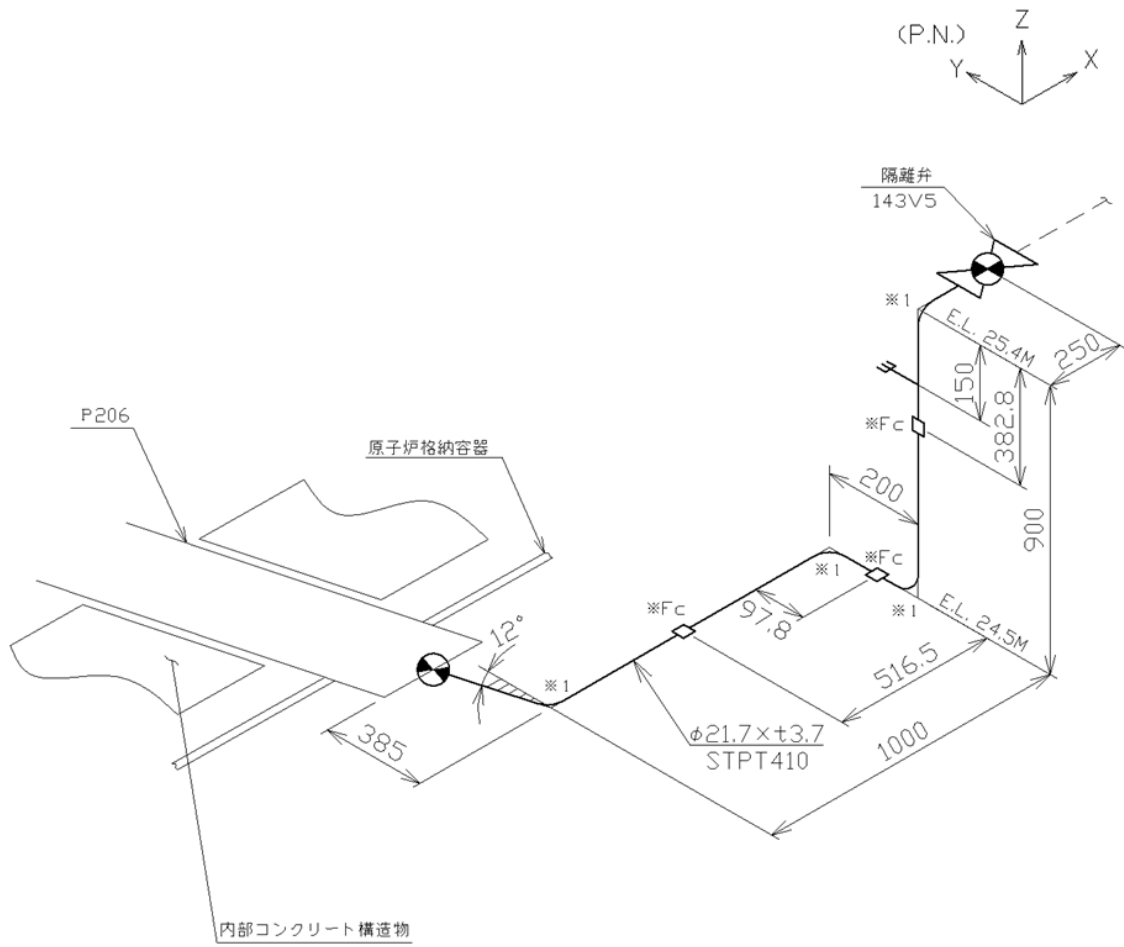 (P.N.)
Z
Y
X
隔離弁
143V5
※1
E.L. 25.4M
250
150
382.8
※Fc
P206
原子炉格納容器
200
900
※Fc
※1
※Fc
97.8
※1
E.L. 24.5M
12°
※1
516.5
385
φ21.7×t3.7
STPT410
1000
内部コンクリート構造物